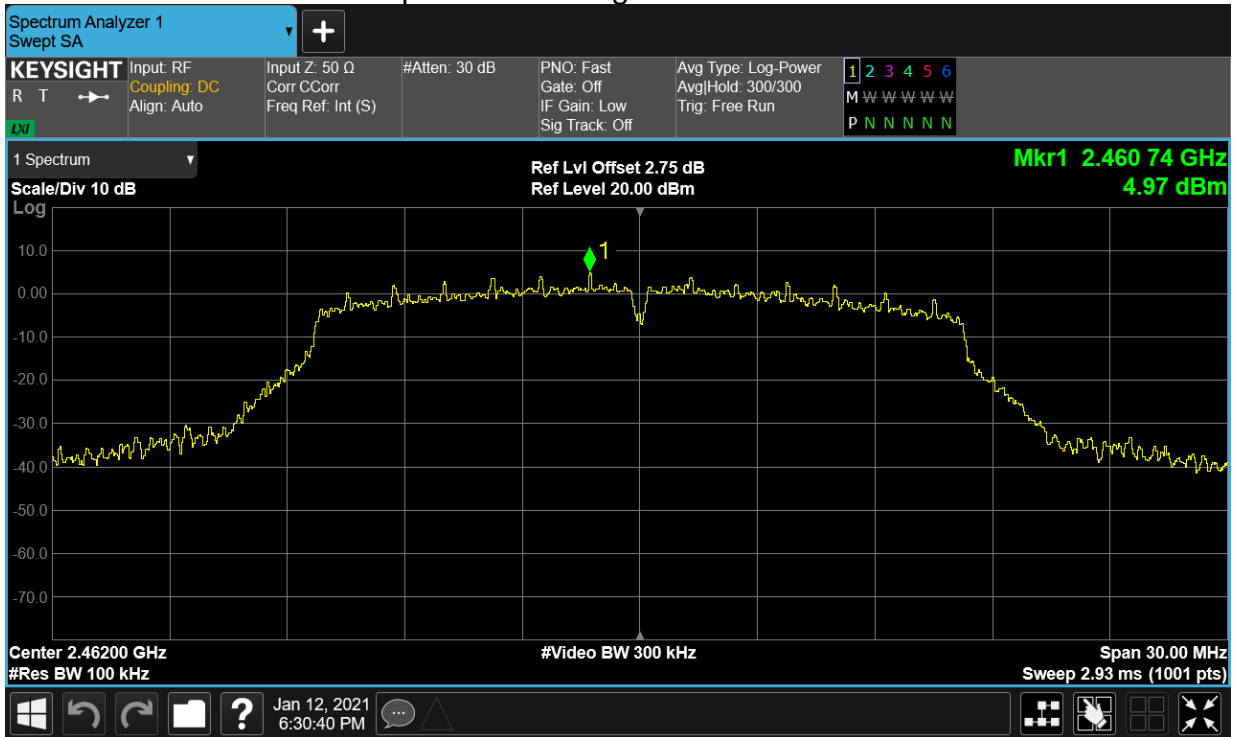 Spectrum Analyzer 1
Swept SA
+
KEYSIGHT
R T
LXI
Input: RF
Coupling: DC
Align: Auto
Input Z: 50 Ω
Corr CCorr
Freq Ref: Int (S)
#Atten: 30 dB
PNO: Fast
Gate: Off
IF Gain: Low
Sig Track: Off
Avg Type: Log-Power
Avg|Hold: 300/300
Trig: Free Run
1 2 3 4 5 6
M W W W W W
P N N N N N
1 Spectrum
Scale/Div 10 dB
Log
Ref Lvl Offset 2.75 dB
Ref Level 20.00 dBm
Mkr1 2.460 74 GHz
4.97 dBm
1
10.0
0.00
-10.0
-20.0
-30.0
-40.0
-50.0
-60.0
-70.0
Center 2.46200 GHz
#Res BW 100 kHz
#Video BW 300 kHz
Span 30.00 MHz
Sweep 2.93 ms (1001 pts)
?
Jan 12, 2021
6:30:40 PM